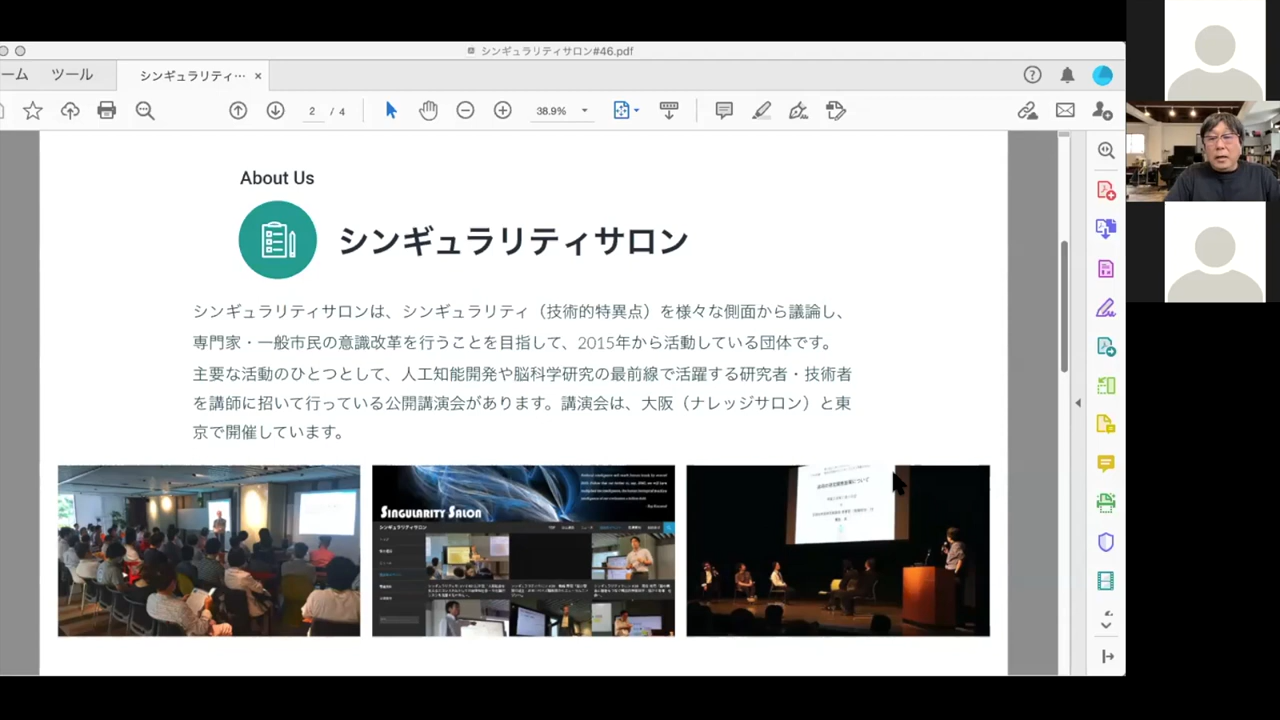 シンギュラリティサロン#46.pdf
ーム ツール シンギュラリティ… ×
2 / 4 38.9%
About Us
シンギュラリティサロン
シンギュラリティサロンは、シンギュラリティ（技術的特異点）を様々な側面から議論し、
専門家・一般市民の意識改革を行うことを目指して、2015年から活動している団体です。
主要な活動のひとつとして、人工知能開発や脳科学研究の最前線で活躍する研究者・技術者
を講師に招いて行っている公開講演会があります。講演会は、大阪（ナレッジサロン）と東
京で開催しています。
SINGULARITY SALON
シンギュラリティサロン